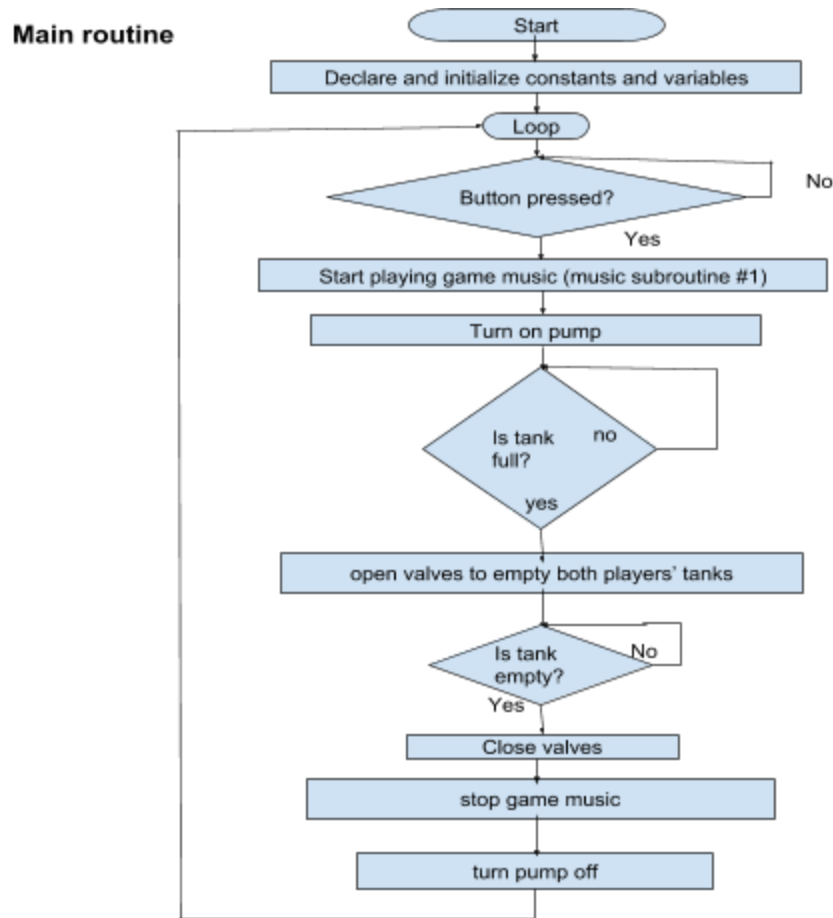 Main routine
Start
Declare and initialize constants and variables
Loop
Button pressed?
No
Yes
Start playing game music (music subroutine #1)
Turn on pump
Is tank
full?
no
yes
open valves to empty both players’ tanks
Is tank
empty?
No
Yes
Close valves
stop game music
turn pump off